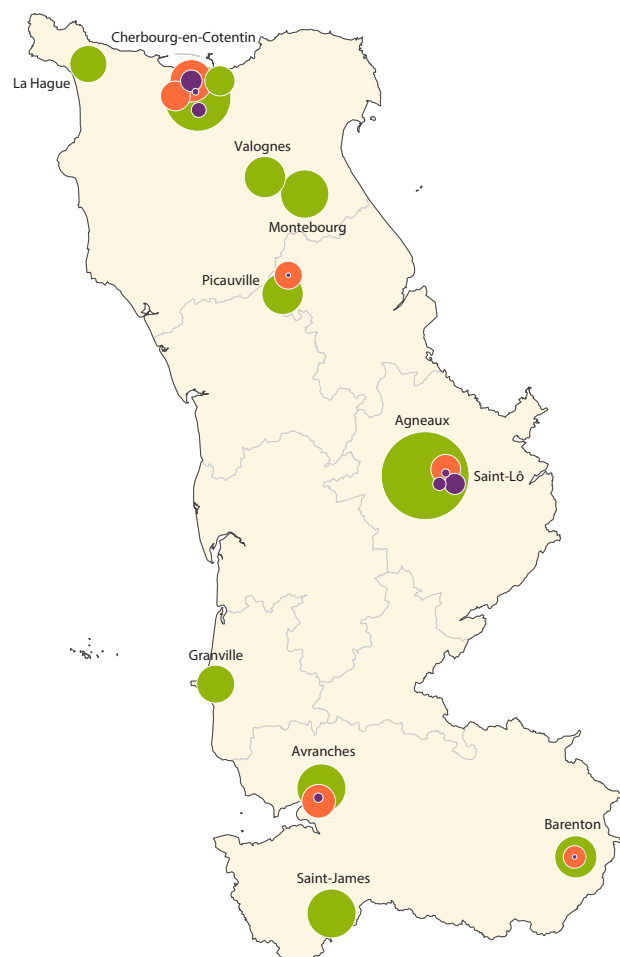 Cherbourg-en-Cotentin
La Hague
Valognes
Montebourg
Picauville
Agneaux
Saint-Lô
Granville
Avranches
Barenton
Saint-James